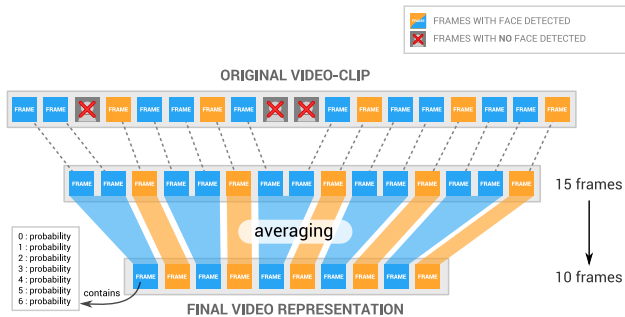 FRAMES WITH FACE DETECTED
FRAMES WITH NO FACE DETECTED
ORIGINAL VIDEO-CLIP
FRAME FRAME FRAME FRAME FRAME FRAME FRAME FRAME FRAME FRAME FRAME FRAME FRAME FRAME FRAME
FRAME FRAME FRAME FRAME FRAME FRAME FRAME FRAME FRAME FRAME FRAME FRAME FRAME FRAME FRAME
15 frames
averaging
0 : probability
1 : probability
2 : probability
3 : probability
4 : probability
5 : probability
6 : probability
contains
FRAME FRAME FRAME FRAME FRAME FRAME FRAME FRAME FRAME FRAME
10 frames
FINAL VIDEO REPRESENTATION